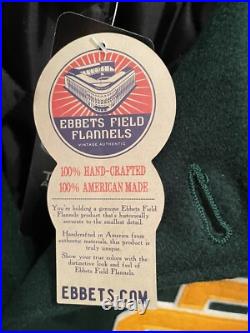 EBBETS FIELD
FLANNELS
VINTAGE AUTHENTIC
100% HAND-CRAFTED
100% AMERICAN MADE
You're holding a genuine Ebbets Field
Flannels product that's historically
accurate to the smallest detail.
Handcrafted in America from
authentic materials, this product is
truly unique.
Show your true colors with the
distinctive look and feel of
Ebbets Field Flannels.
EBBETS.COM